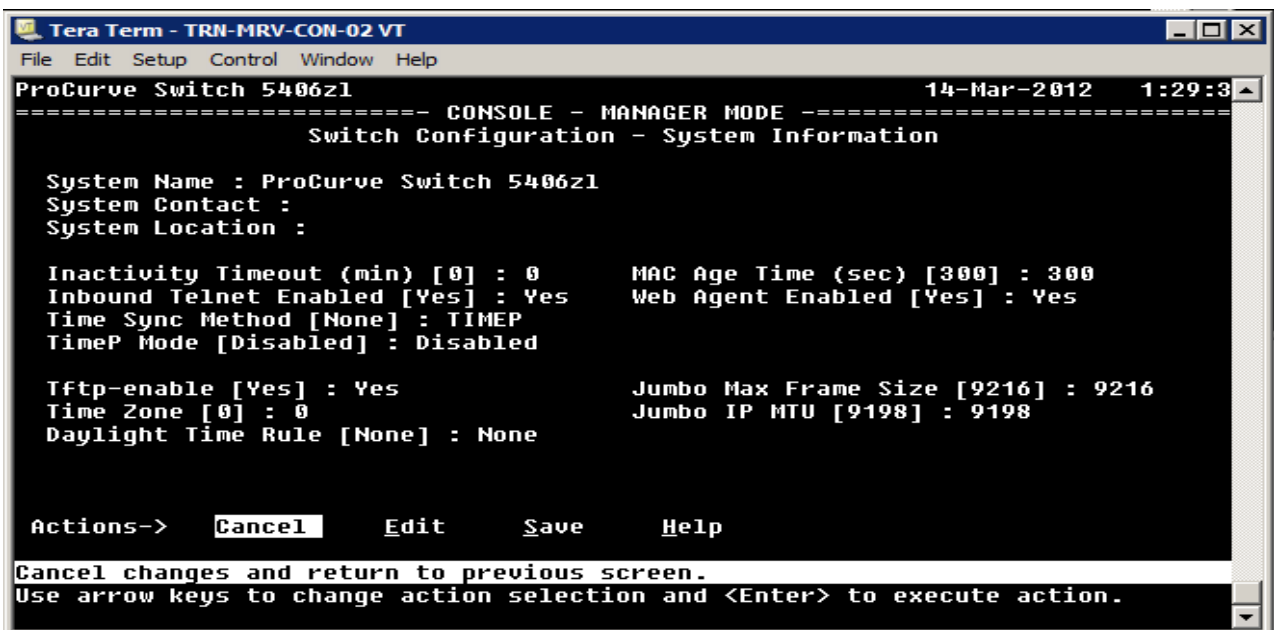 Tera Term - TRN-MRV-CON-02 VT
File Edit Setup Control Window Help
ProCurve Switch 5406zl 14-Mar-2012 1:29:3
==========================- CONSOLE - MANAGER MODE -===========================
Switch Configuration - System Information
System Name : ProCurve Switch 5406zl
System Contact :
System Location :
Inactivity Timeout (min) [0] : 0 MAC Age Time (sec) [300] : 300
Inbound Telnet Enabled [Yes] : Yes Web Agent Enabled [Yes] : Yes
Time Sync Method [None] : TIMEP
TimeP Mode [Disabled] : Disabled
Tftp-enable [Yes] : Yes Jumbo Max Frame Size [9216] : 9216
Time Zone [0] : 0 Jumbo IP MTU [9198] : 9198
Daylight Time Rule [None] : None
Actions-> Cancel Edit Save Help
Cancel changes and return to previous screen.
Use arrow keys to change action selection and <Enter> to execute action.